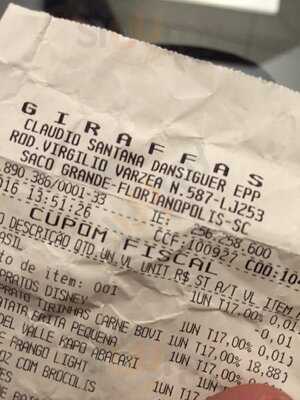 GIRAFFAS
CLAUDIO SANTANA DANSIGUER EPP
ROD.VIRGILIO VARZEA N.587-LJ253
SACO GRANDE-FLORIANOPOLIS-SC
.890.386/0001-33
IE: 256.258.600
016 13:51:26
CCF:100927
CUPOM FISCAL
DESCRIÇÃO QTD.UN.VL UNIT.R$ ST A/T VL ITEM
de item: 001
-0,01
DISNEY
1UN T17,00% 0,01
TIRINHAS CARNE BOVI 1UN T17,00% 18,88
FRITA PEQUENA 1UN T17,00%
DEL VALLE KAPO ABACAXI 1UN T17,00%
FRANGO LIGHT
COM BROCOLIS